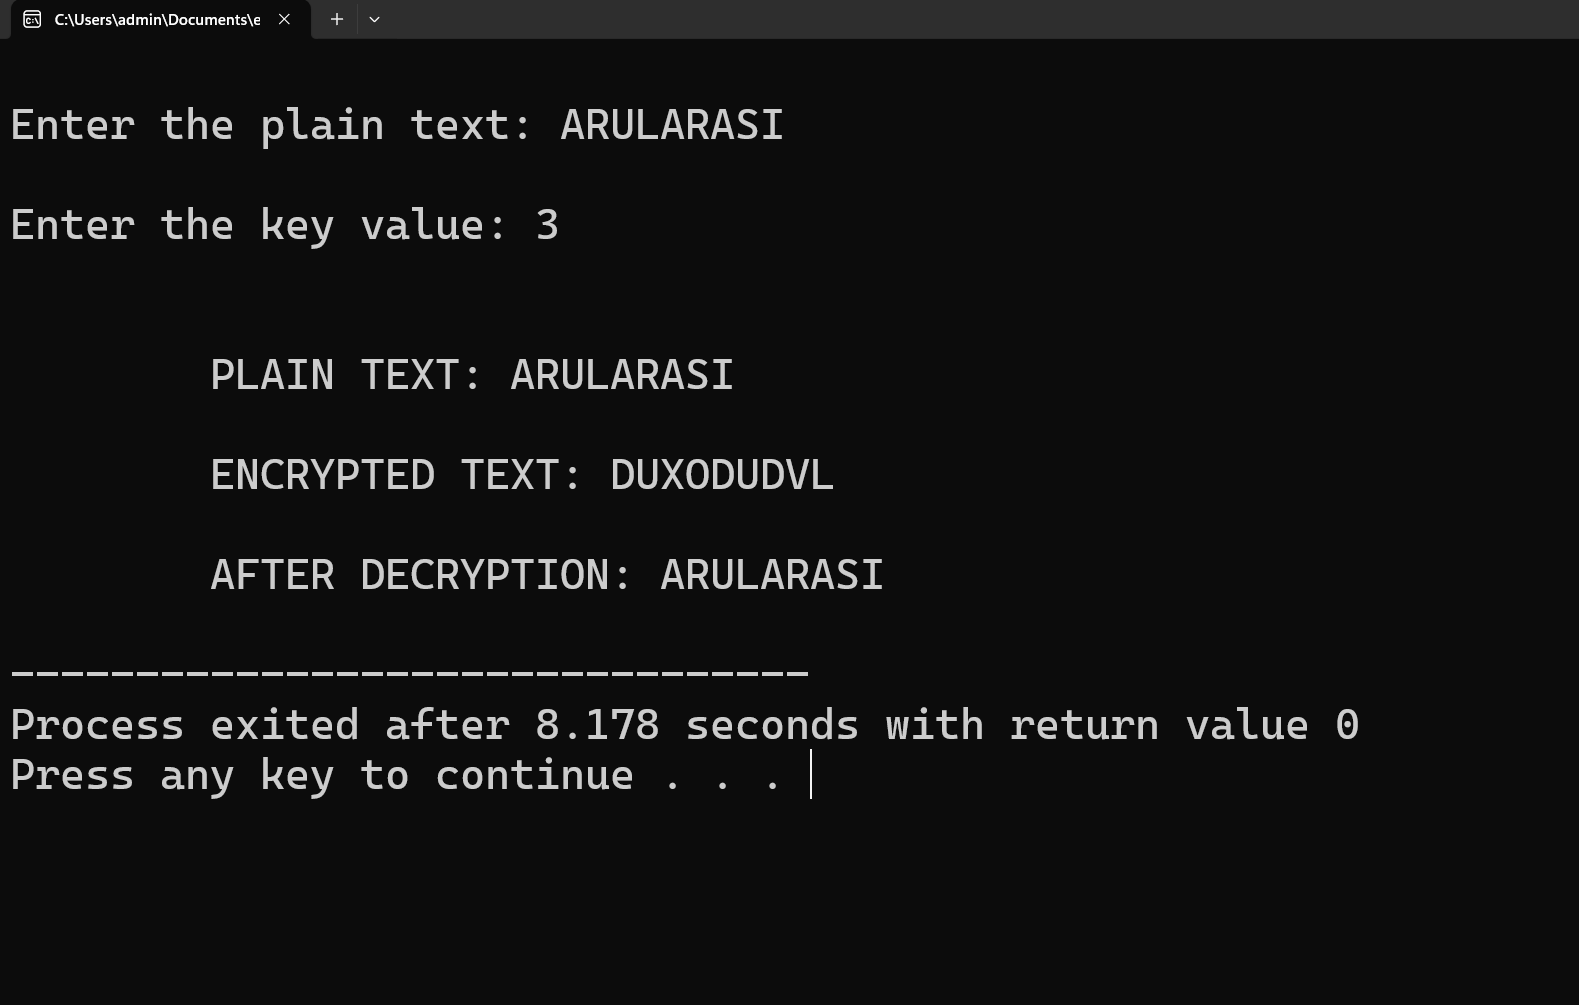 C:\Users\admin\Documents\e
Enter the plain text: ARULARASI
Enter the key value: 3
PLAIN TEXT: ARULARASI
ENCRYPTED TEXT: DUXODUDVL
AFTER DECRYPTION: ARULARASI
--------------------------------
Process exited after 8.178 seconds with return value 0
Press any key to continue . . .